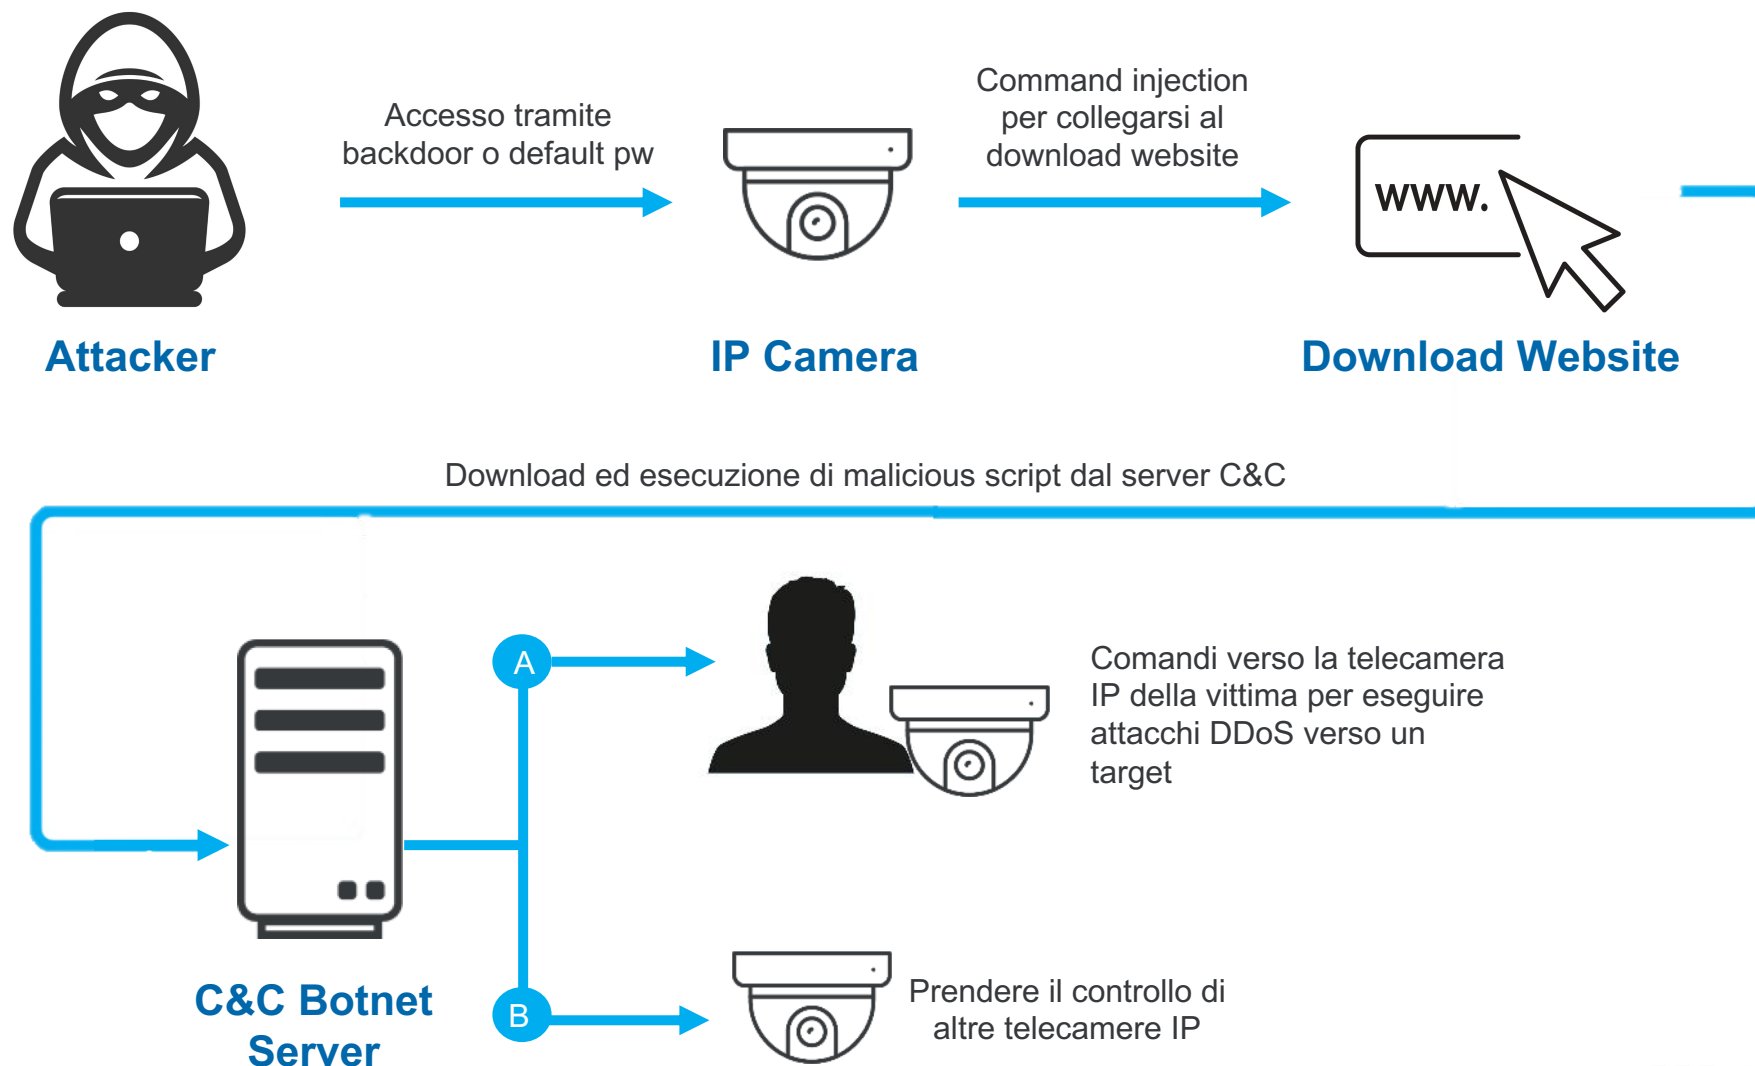 Accesso tramite
backdoor o default pw
Command injection
per collegarsi al
download website
www.
Attacker
IP Camera
Download Website
Download ed esecuzione di malicious script dal server C&C
A
Comandi verso la telecamera
IP della vittima per eseguire
attacchi DDoS verso un
target
C&C Botnet
Server
B
Prendere il controllo di
altre telecamere IP